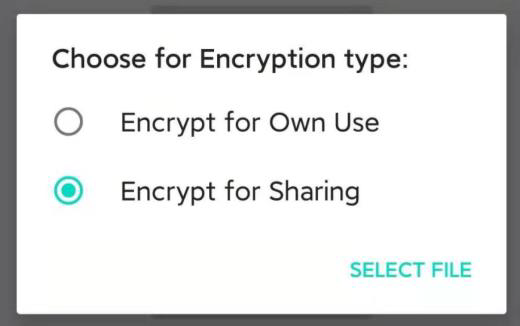 Choose for Encryption type:
Encrypt for Own Use
Encrypt for Sharing
SELECT FILE